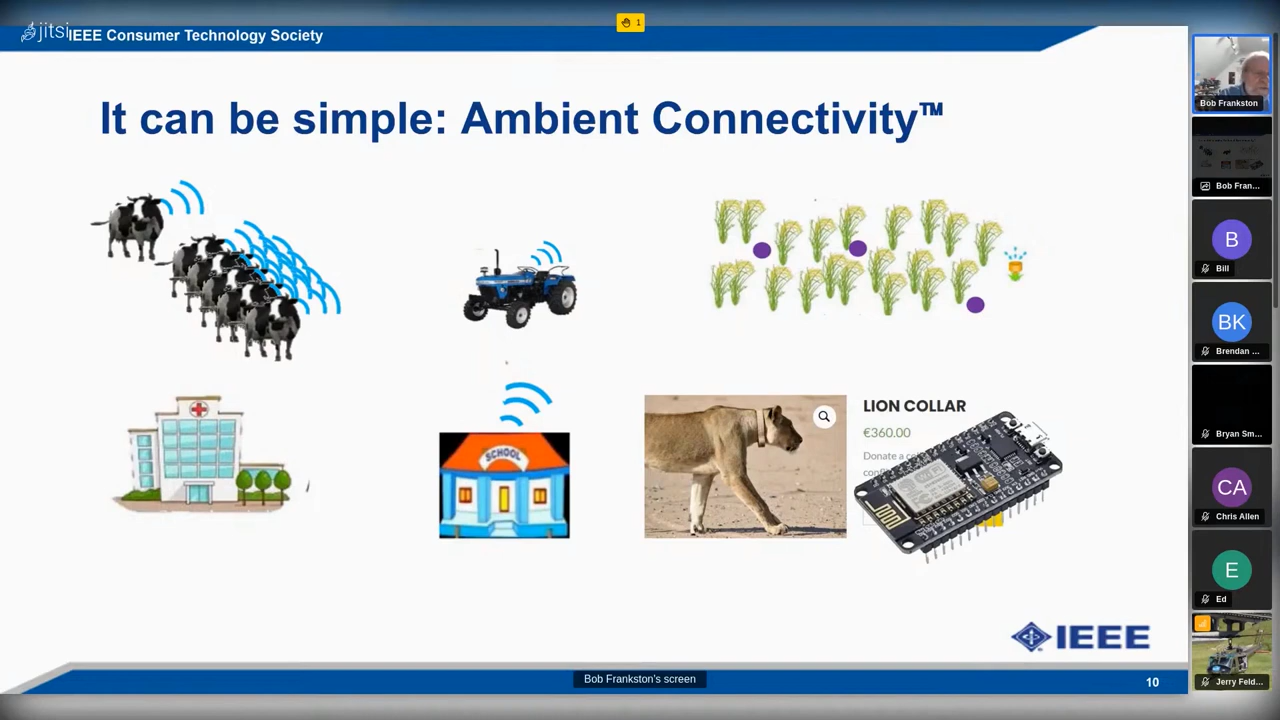 jitsi
IEEE Consumer Technology Society
1
It can be simple: Ambient Connectivity™
SCHOOL
LION COLLAR
€360.00
Donate a
IEEE
10
Bob Frankston's screen
Bob Frankston
Bob Fran...
B
Bill
BK
Brendan ...
Bryan Sm...
CA
Chris Allen
E
Ed
Jerry Feld...